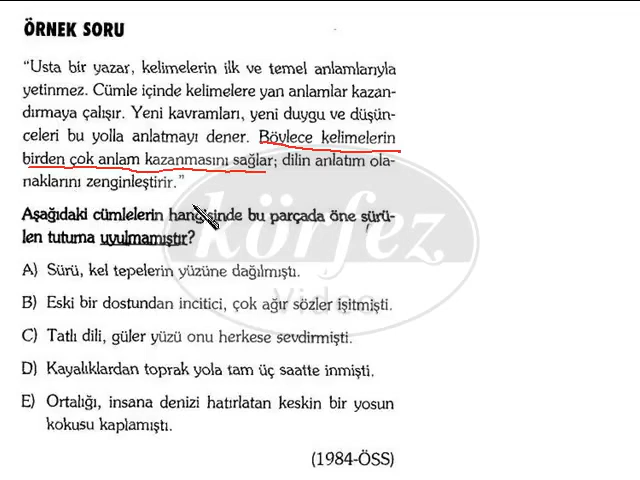 ÖRNEK SORU
"Usta bir yazar, kelimelerin ilk ve temel anlamlarıyla
yetinmez. Cümle içinde kelimelere yan anlamlar kazan-
dırmaya çalışır. Yeni kavramları, yeni duygu ve düşün-
celeri bu yolla anlatmayı dener. Böylece kelimelerin
birden çok anlam kazanmasını sağlar; dilin anlatım ola-
naklarını zenginleştirir."
Aşağıdaki cümlelerin hangisinde bu parçada öne sürü-
len tutuma uyulmamıştır?
A) Sürü, kel tepelerin yüzüne dağılmıştı.
B) Eski bir dostundan incitici, çok ağır sözler işitmişti.
C) Tatlı dili, güler yüzü onu herkese sevdirmişti.
D) Kayalıklardan toprak yola tam üç saatte inmişti.
E) Ortalığı, insana denizi hatırlatan keskin bir yosun
kokusu kaplamıştı.
(1984-ÖSS)
körfez
Video